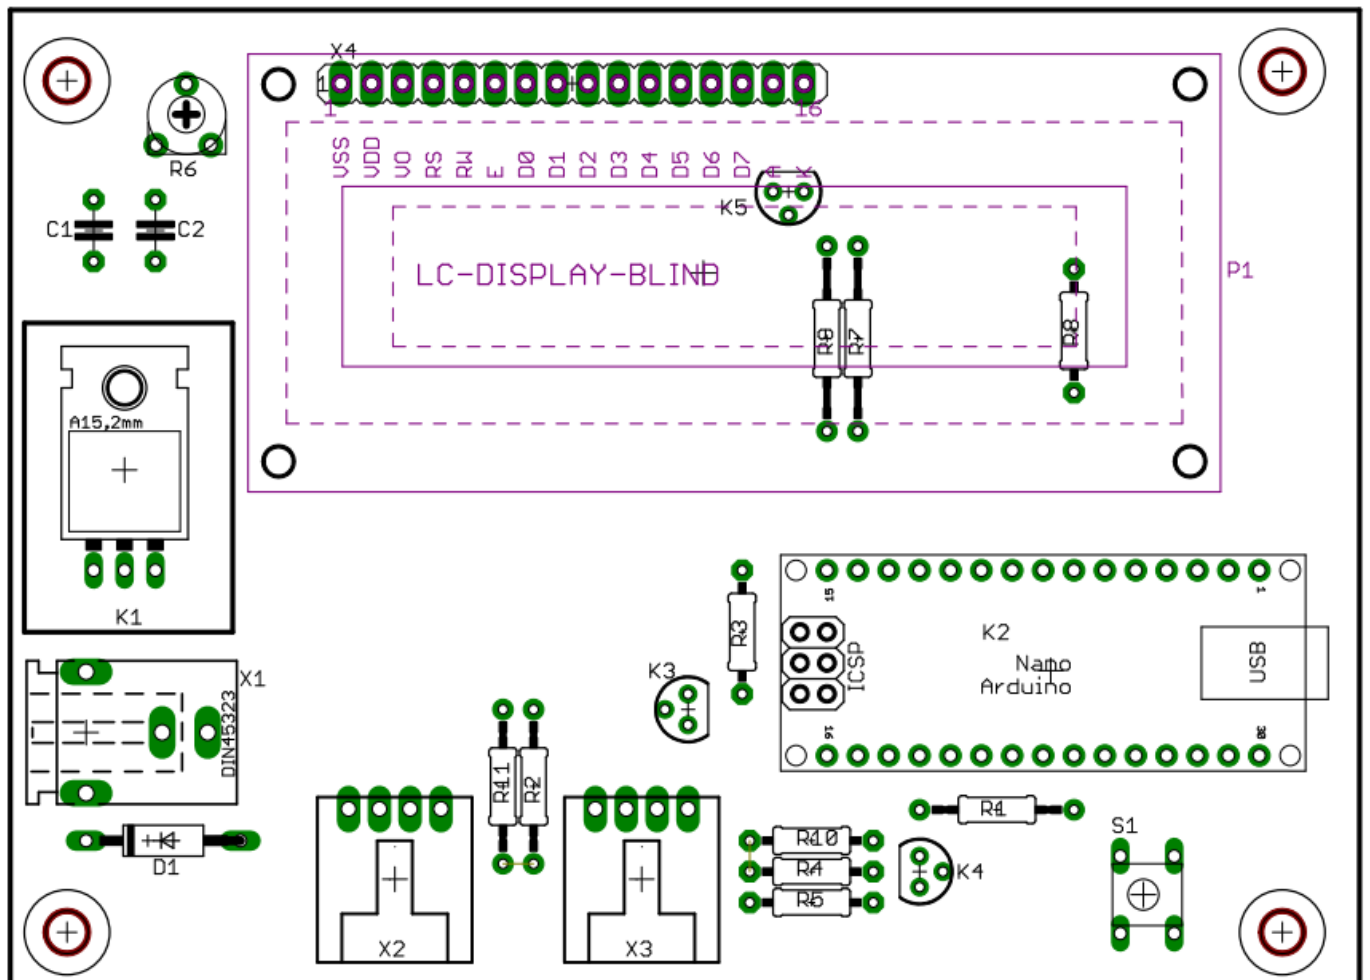 X4
1
1
16
VSS
VDD
VO
RS
RW
E
D0
D1
D2
D3
D4
D5
D6
D7
A
K
R6
C1
C2
K5
LC-DISPLAY-BLIND
P1
R7
R8
A15,2mm
K1
15
1
R3
K2
ICSP
Nano
Arduino
USB
K3
X1
DIN45323
16
30
R11
R2
R1
D1
R10
R4
R5
K4
S1
X2
X3